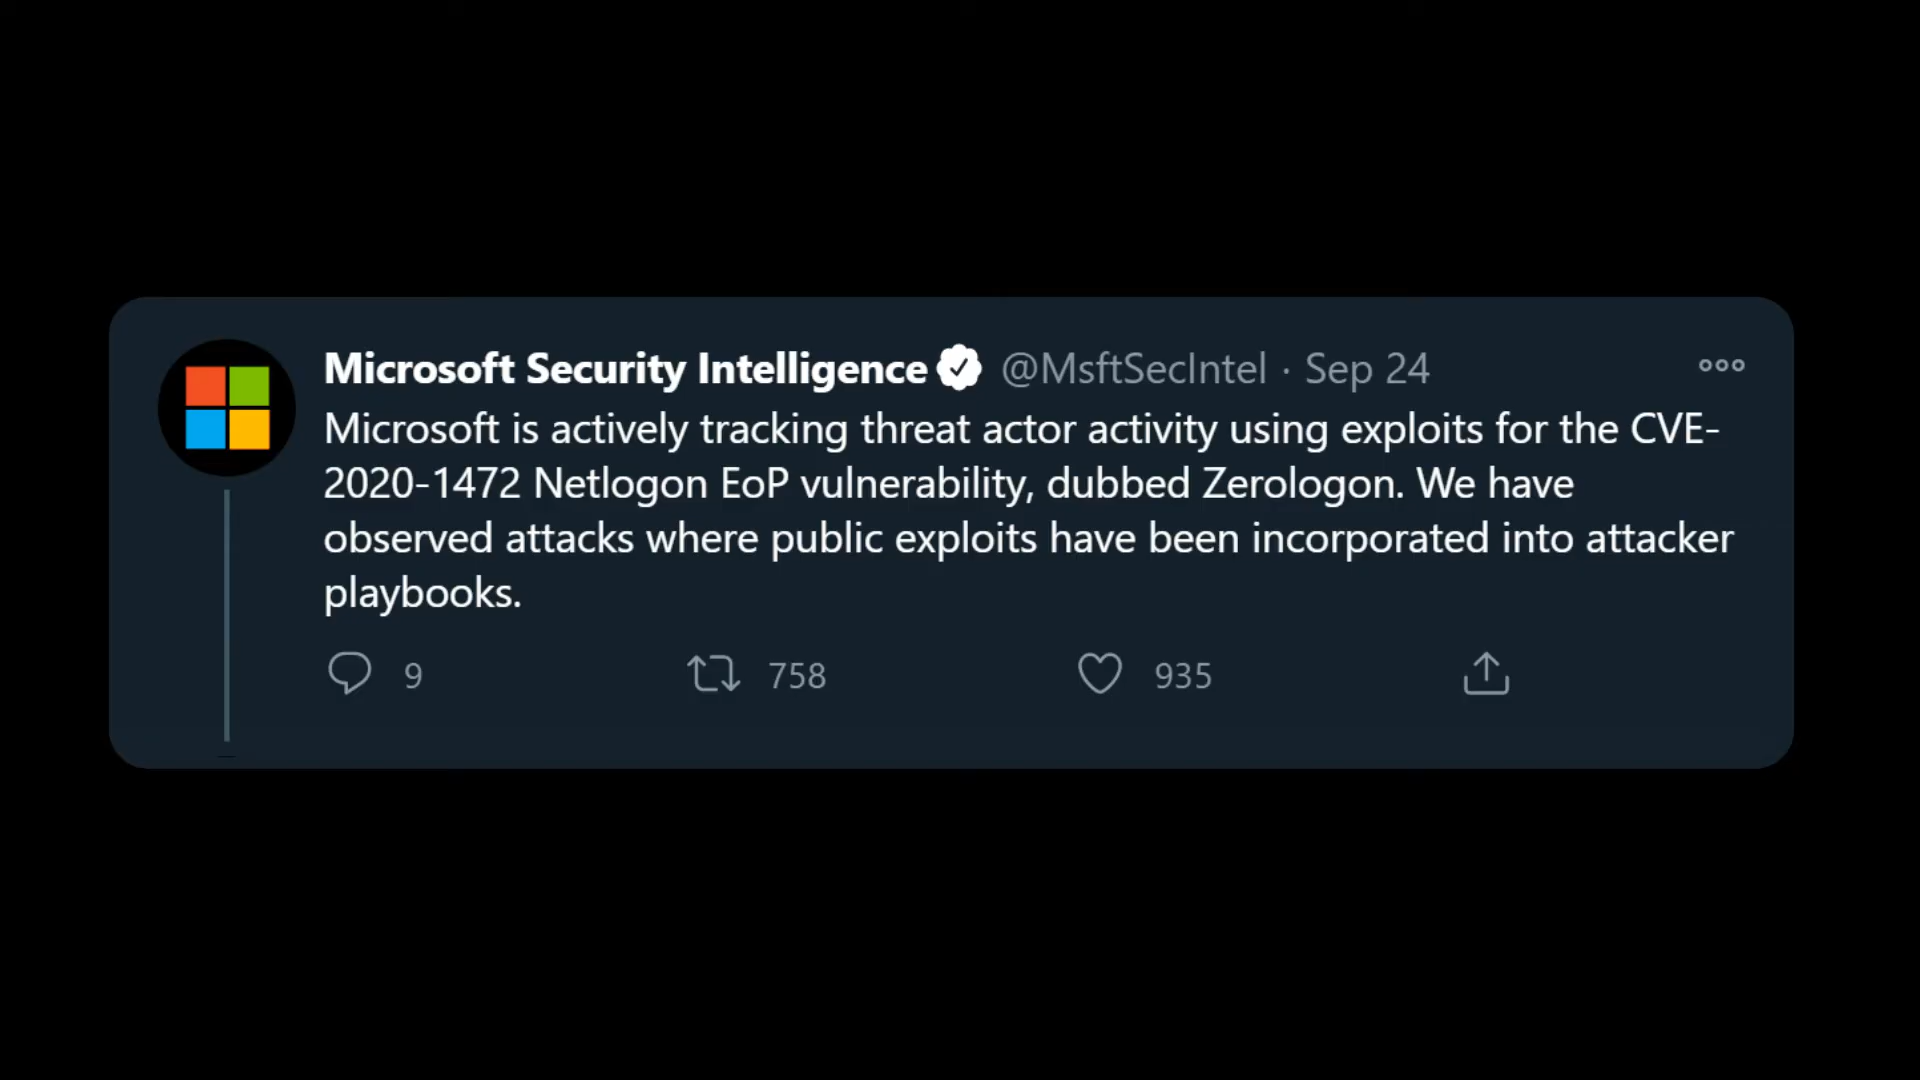 Microsoft Security Intelligence @MsftSecIntel · Sep 24
Microsoft is actively tracking threat actor activity using exploits for the CVE-
2020-1472 Netlogon EoP vulnerability, dubbed Zerologon. We have
observed attacks where public exploits have been incorporated into attacker
playbooks.
9 758 935